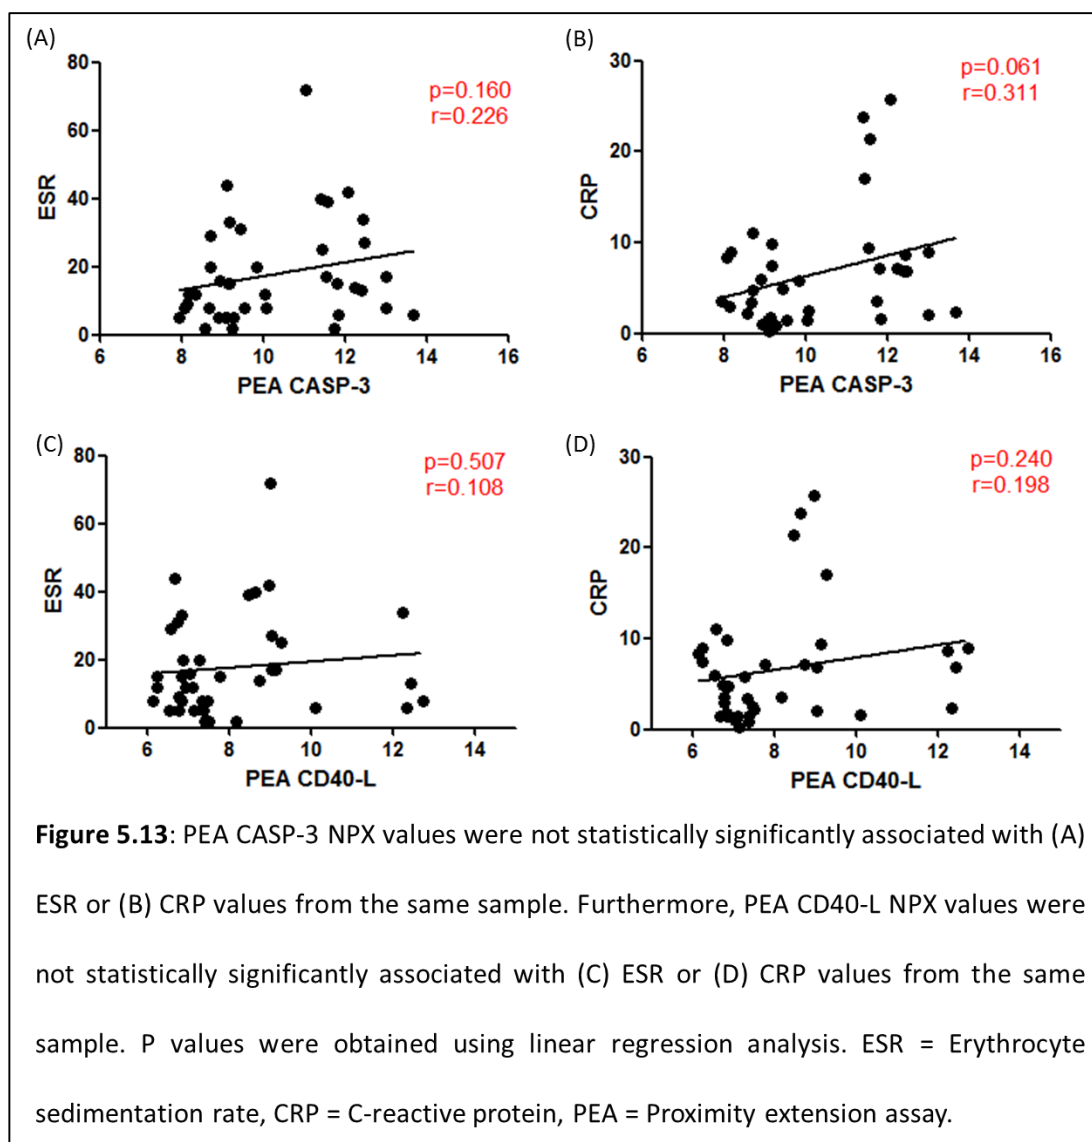 (A)
80
60
40
20
0
ESR
p=0.160
r=0.226
6 8 10 12 14 16
PEA CASP-3
(B)
30
20
10
0
CRP
p=0.061
r=0.311
6 8 10 12 14 16
PEA CASP-3
(C)
80
60
40
20
0
ESR
p=0.507
r=0.108
6 8 10 12 14
PEA CD40-L
(D)
30
20
10
0
CRP
p=0.240
r=0.198
6 8 10 12 14
PEA CD40-L
Figure 5.13: PEA CASP-3 NPX values were not statistically significantly associated with (A)
ESR or (B) CRP values from the same sample. Furthermore, PEA CD40-L NPX values were
not statistically significantly associated with (C) ESR or (D) CRP values from the same
sample. P values were obtained using linear regression analysis. ESR = Erythrocyte
sedimentation rate, CRP = C-reactive protein, PEA = Proximity extension assay.